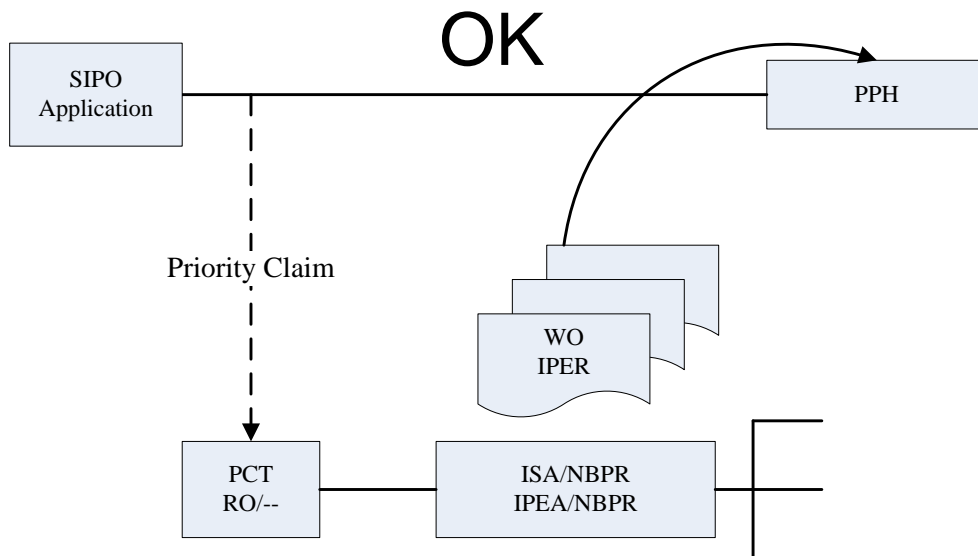 OK
SIPO
Application
PPH
Priority Claim
WO
IPER
PCT
RO/--
ISA/NBPR
IPEA/NBPR